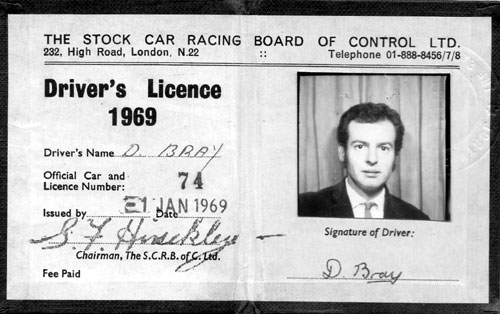 THE STOCK CAR RACING BOARD OF CONTROL LTD.
232, High Road, London, N.22 :: Telephone 01-888-8456/7/8
Driver's Licence
1969
Driver's Name D. BRAY
Official Car and
Licence Number: 74
Issued by Date 21 JAN 1969
Chairman, The S.C.R.B. of C. Ltd.
Fee Paid
Signature of Driver:
D. Bray